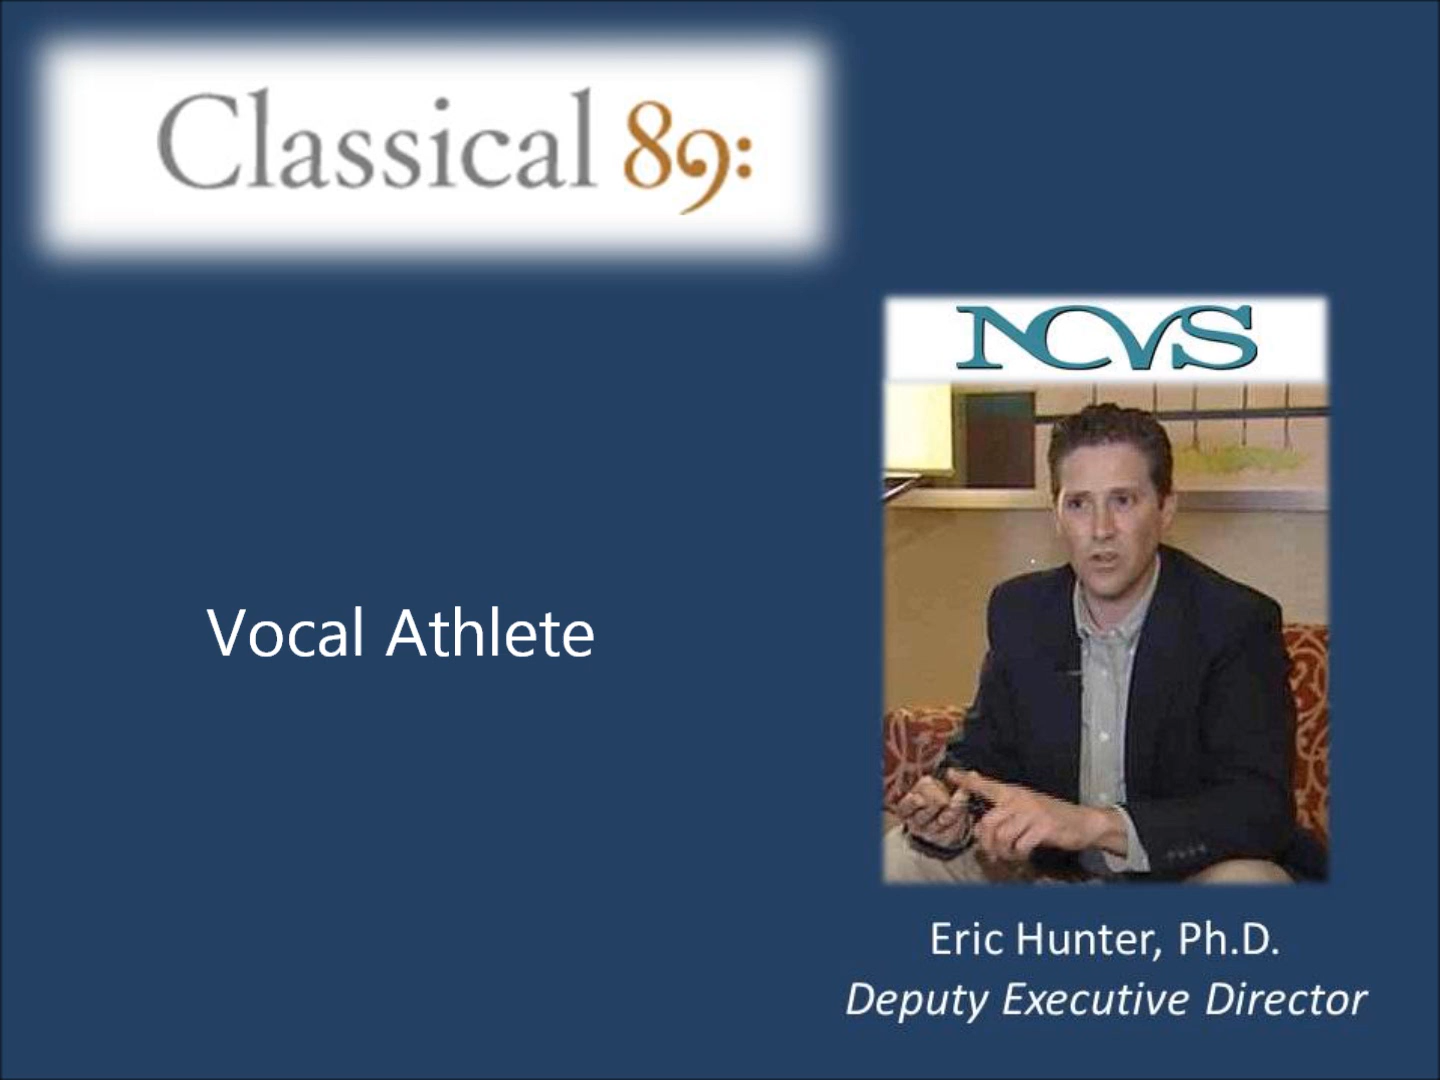 Classical 89:
NCVS
Vocal Athlete
Eric Hunter, Ph.D.
Deputy Executive Director